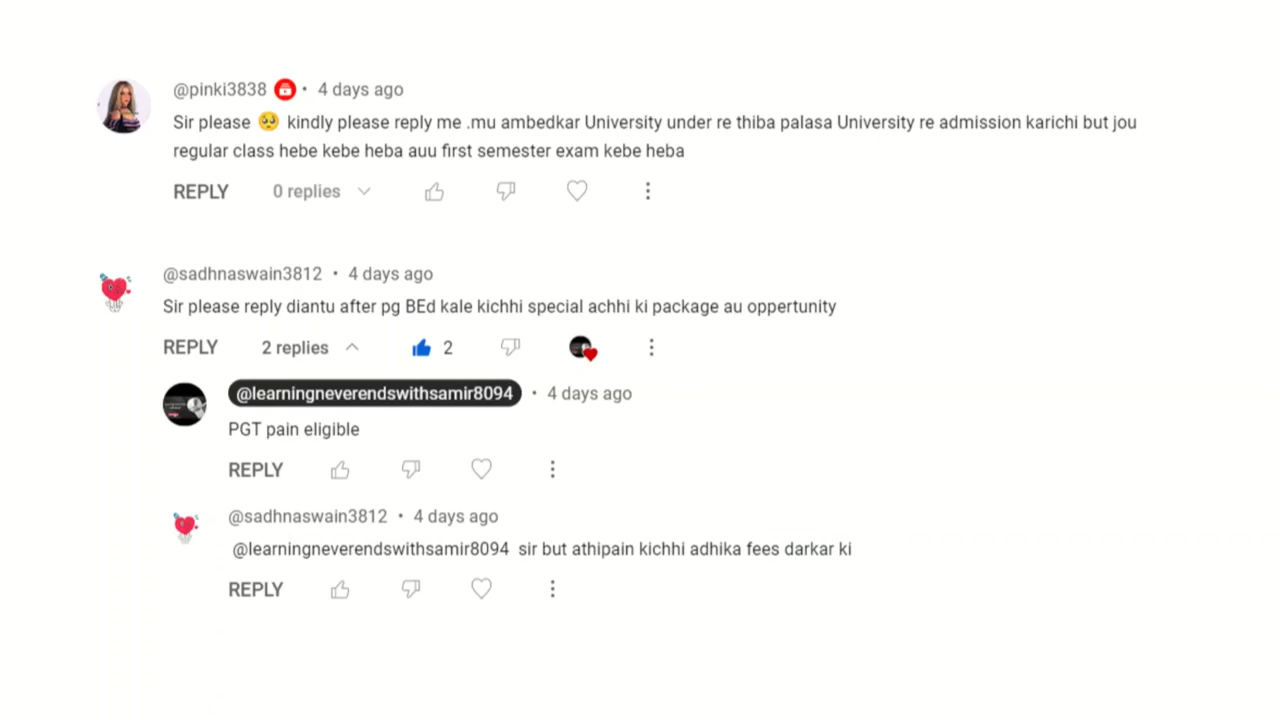 @pinki3838 • 4 days ago
Sir please 🥺 kindly please reply me .mu ambedkar University under re thiba palasa University re admission karichi but jou
regular class hebe kebe heba auu first semester exam kebe heba
REPLY 0 replies
@sadhnaswain3812 • 4 days ago
Sir please reply diantu after pg BEd kale kichhi special achhi ki package au oppertunity
REPLY 2 replies 2
@learningneverendswithsamir8094 • 4 days ago
PGT pain eligible
REPLY
@sadhnaswain3812 • 4 days ago
@learningneverendswithsamir8094 sir but athipain kichhi adhika fees darkar ki
REPLY